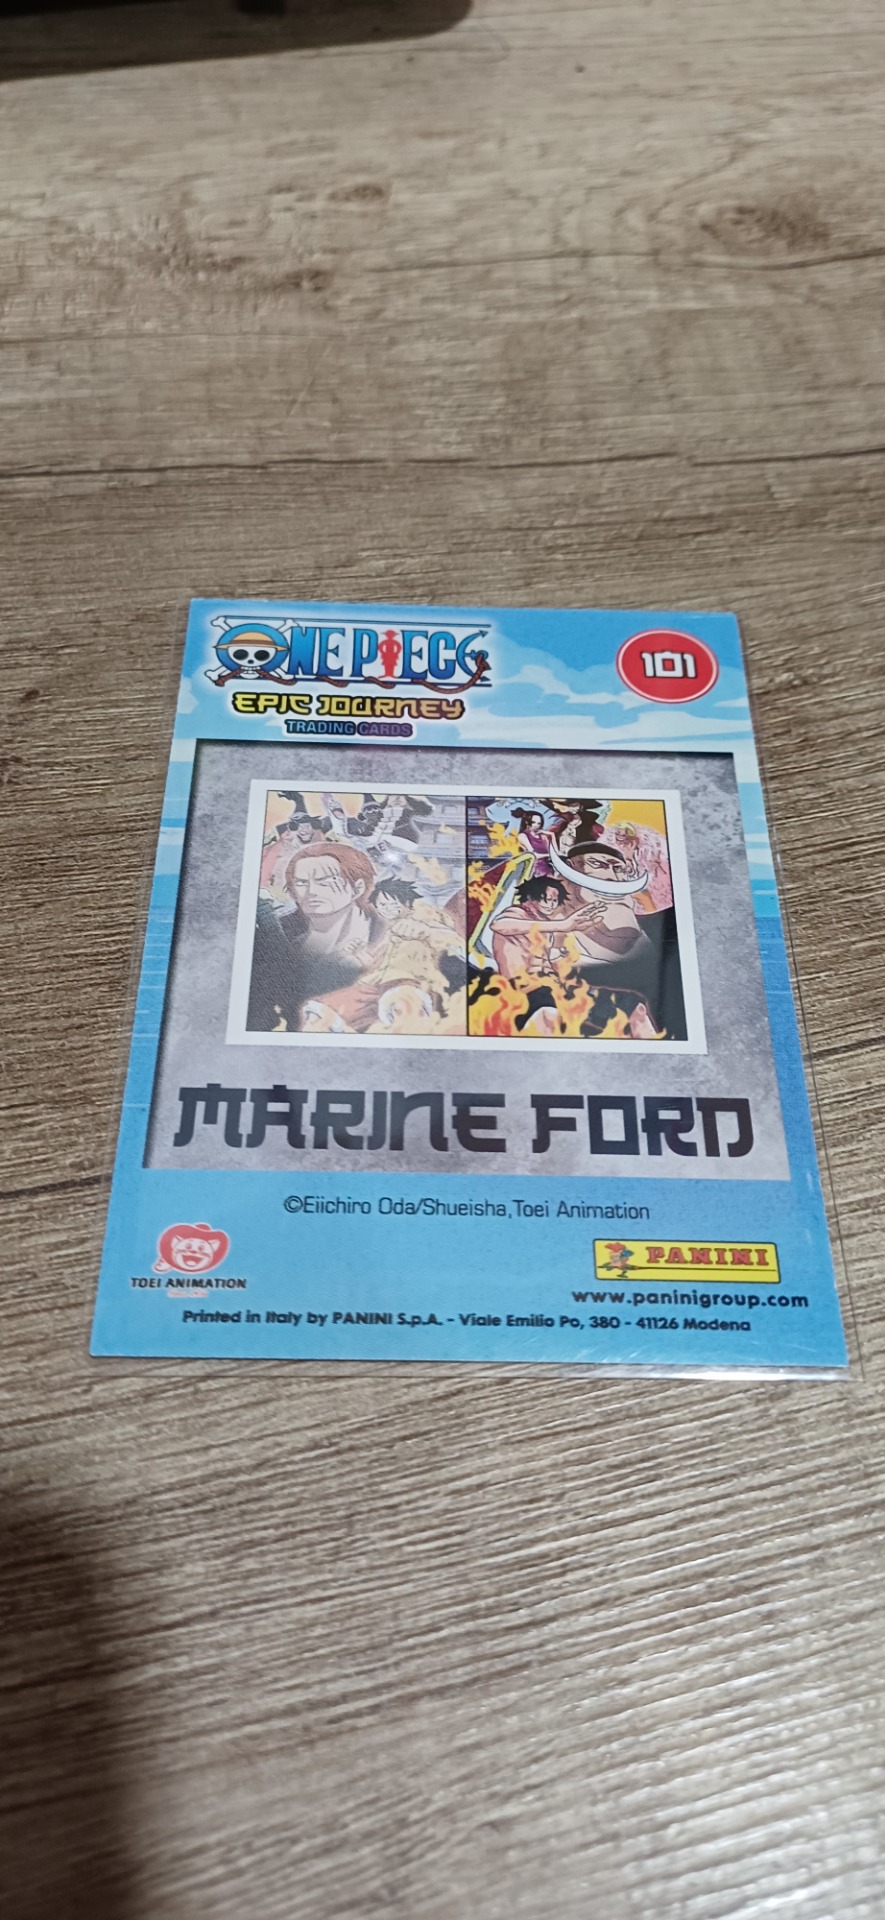 ONE PIECE
101
EPIC JOURNEY
TRADING CARDS
MARINE FORD
©Eiichiro Oda/Shueisha,Toei Animation
PANINI
TOEI ANIMATION
www.paninigroup.com
Printed in Italy by PANINI S.p.A. - Viale Emilio Po, 380 - 41126 Modena